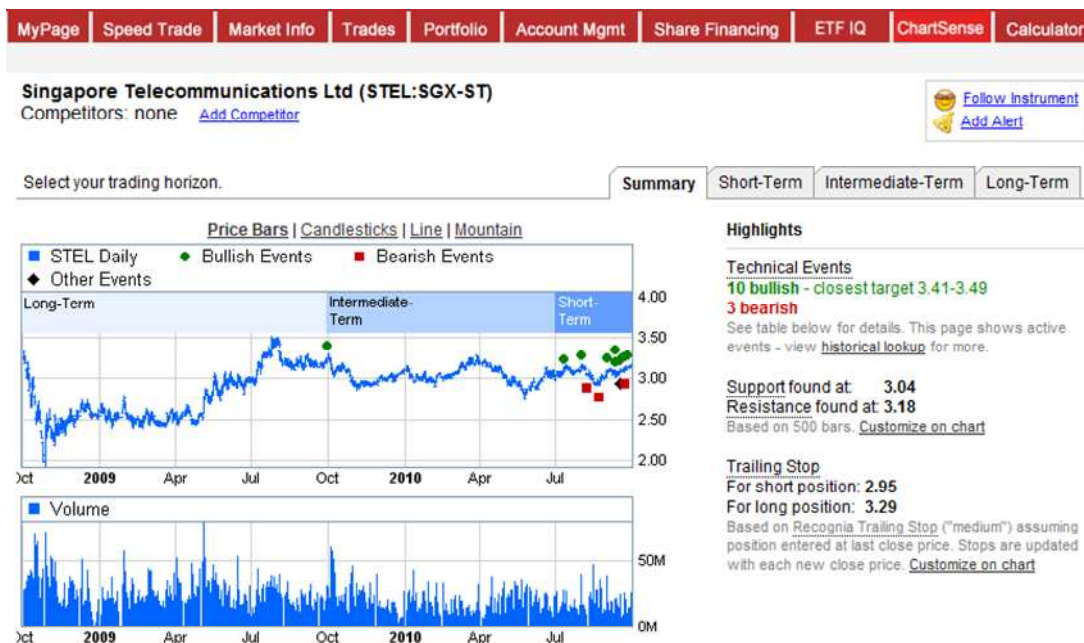 MyPage Speed Trade Market Info Trades Portfolio Account Mgmt Share Financing ETF IQ ChartSense Calculator
Singapore Telecommunications Ltd (STEL:SGX-ST)
Competitors: none Add Competitor
Follow Instrument
Add Alert
Select your trading horizon.
Summary Short-Term Intermediate-Term Long-Term
Price Bars | Candlesticks | Line | Mountain
STEL Daily Bullish Events Bearish Events
Other Events
Long-Term
Intermediate-
Term
Short-
Term
4.00
3.50
3.00
2.50
2.00
Oct 2009 Apr Jul Oct 2010 Apr Jul
Volume
50M
0M
Oct 2009 Apr Jul Oct 2010 Apr Jul
Highlights
Technical Events
10 bullish - closest target 3.41-3.49
3 bearish
See table below for details. This page shows active
events - view historical lookup for more.
Support found at: 3.04
Resistance found at: 3.18
Based on 500 bars. Customize on chart
Trailing Stop
For short position: 2.95
For long position: 3.29
Based on Recognia Trailing Stop ("medium") assuming
position entered at last close price. Stops are updated
with each new close price. Customize on chart